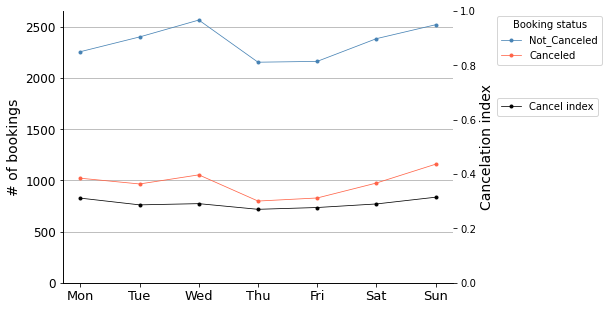 2500
2000
1500
1000
500
0
# of bookings
Mon Tue Wed Thu Fri Sat Sun
1.0
0.8
0.6
0.4
0.2
0.0
Cancelation index
Booking status
Not_Canceled
Canceled
Cancel index